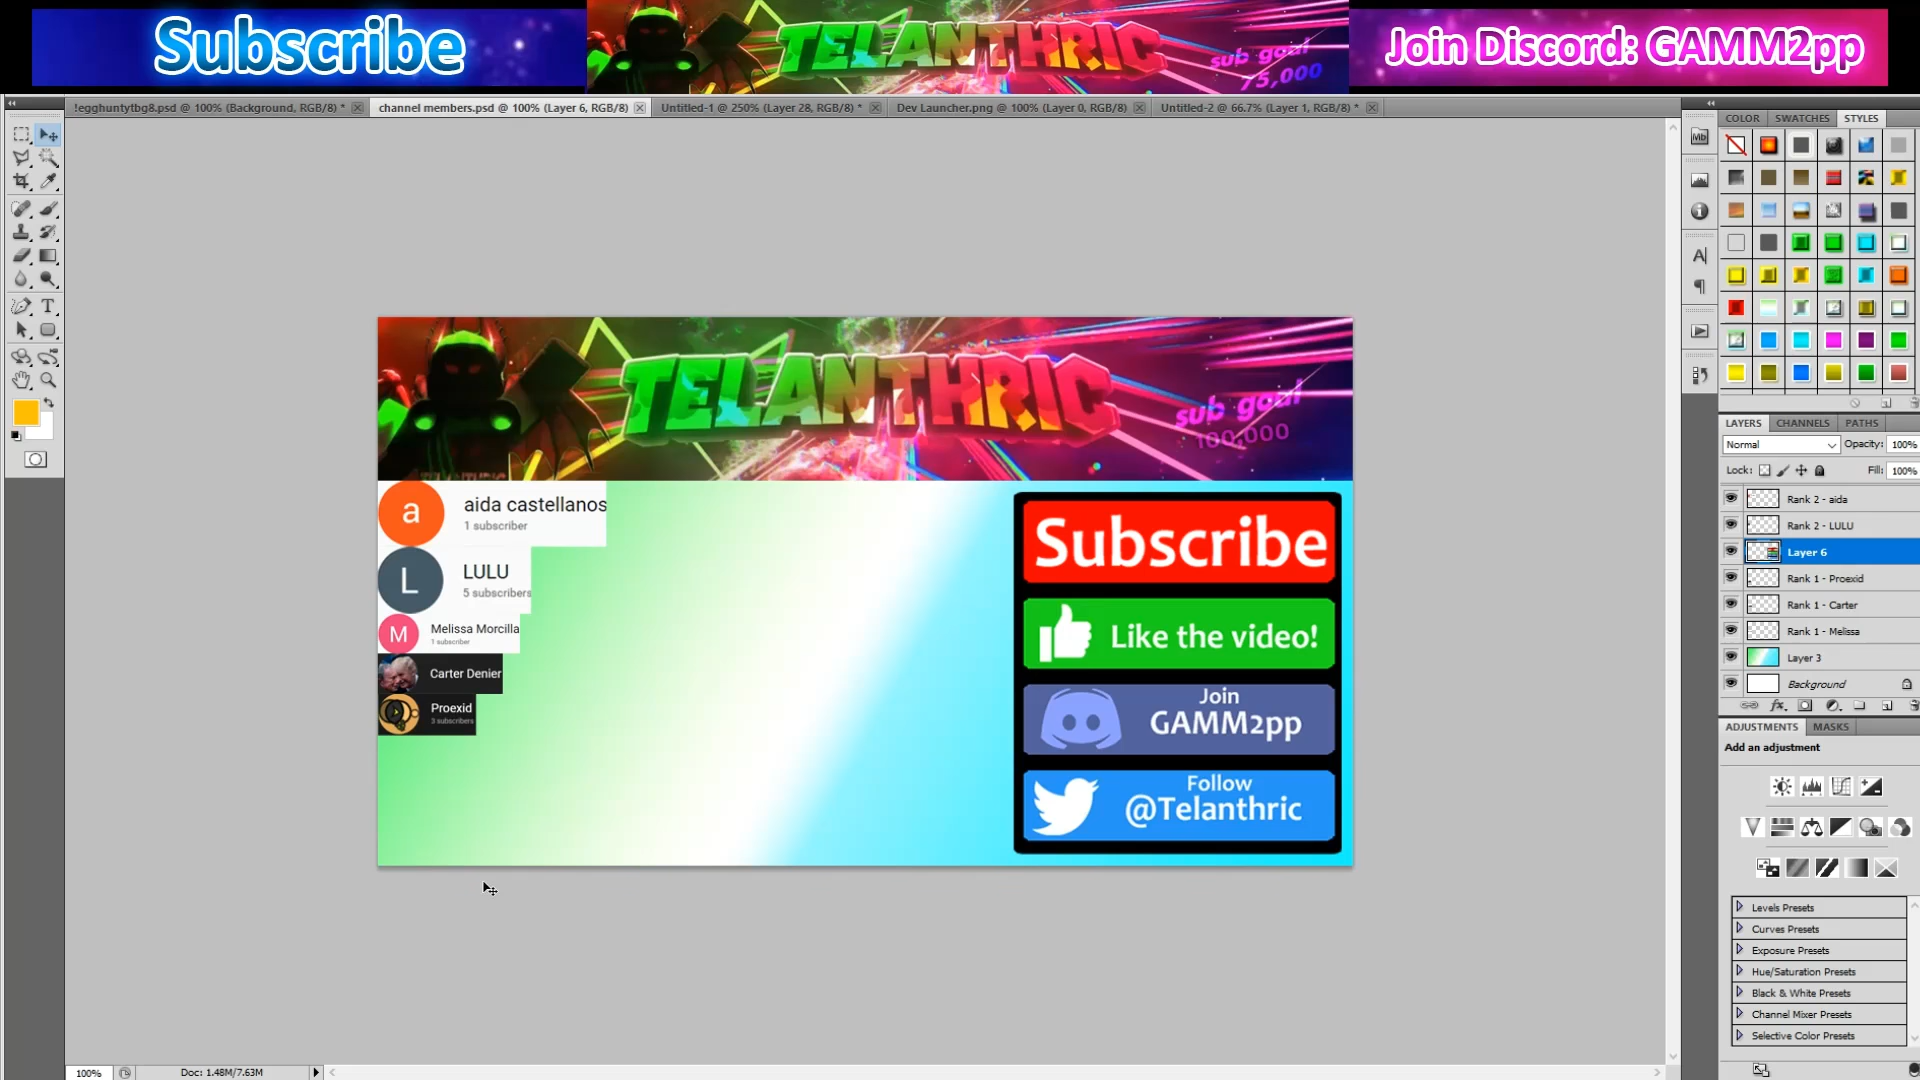 Subscribe
TELANTHRIC
sub goal
75,000
Join Discord: GAMM2pp
!egghuntytbg8.psd @ 100% (Background, RGB/8) *
channel members.psd @ 100% (Layer 6, RGB/8)
Untitled-1 @ 250% (Layer 28, RGB/8) *
Dev Launcher.png @ 100% (Layer 0, RGB/8)
Untitled-2 @ 66.7% (Layer 1, RGB/8) *
COLOR
SWATCHES
STYLES
Mb
TELANTHRIC
sub goal
100,000
a
aida castellanos
1 subscriber
L
LULU
5 subscribers
M
Melissa Morcilla
1 subscriber
Carter Denier
Proexid
3 subscribers
Subscribe
Like the video!
Join
GAMM2pp
Follow
@Telanthric
LAYERS
CHANNELS
PATHS
Normal
Opacity: 100%
Lock:
Fill: 100%
Rank 2 - aida
Rank 2 - LULU
Layer 6
Rank 1 - Proexid
Rank 1 - Carter
Rank 1 - Melissa
Layer 3
Background
ADJUSTMENTS
MASKS
Add an adjustment
Levels Presets
Curves Presets
Exposure Presets
Hue/Saturation Presets
Black & White Presets
Channel Mixer Presets
Selective Color Presets
100%
Doc: 1.48M/7.63M